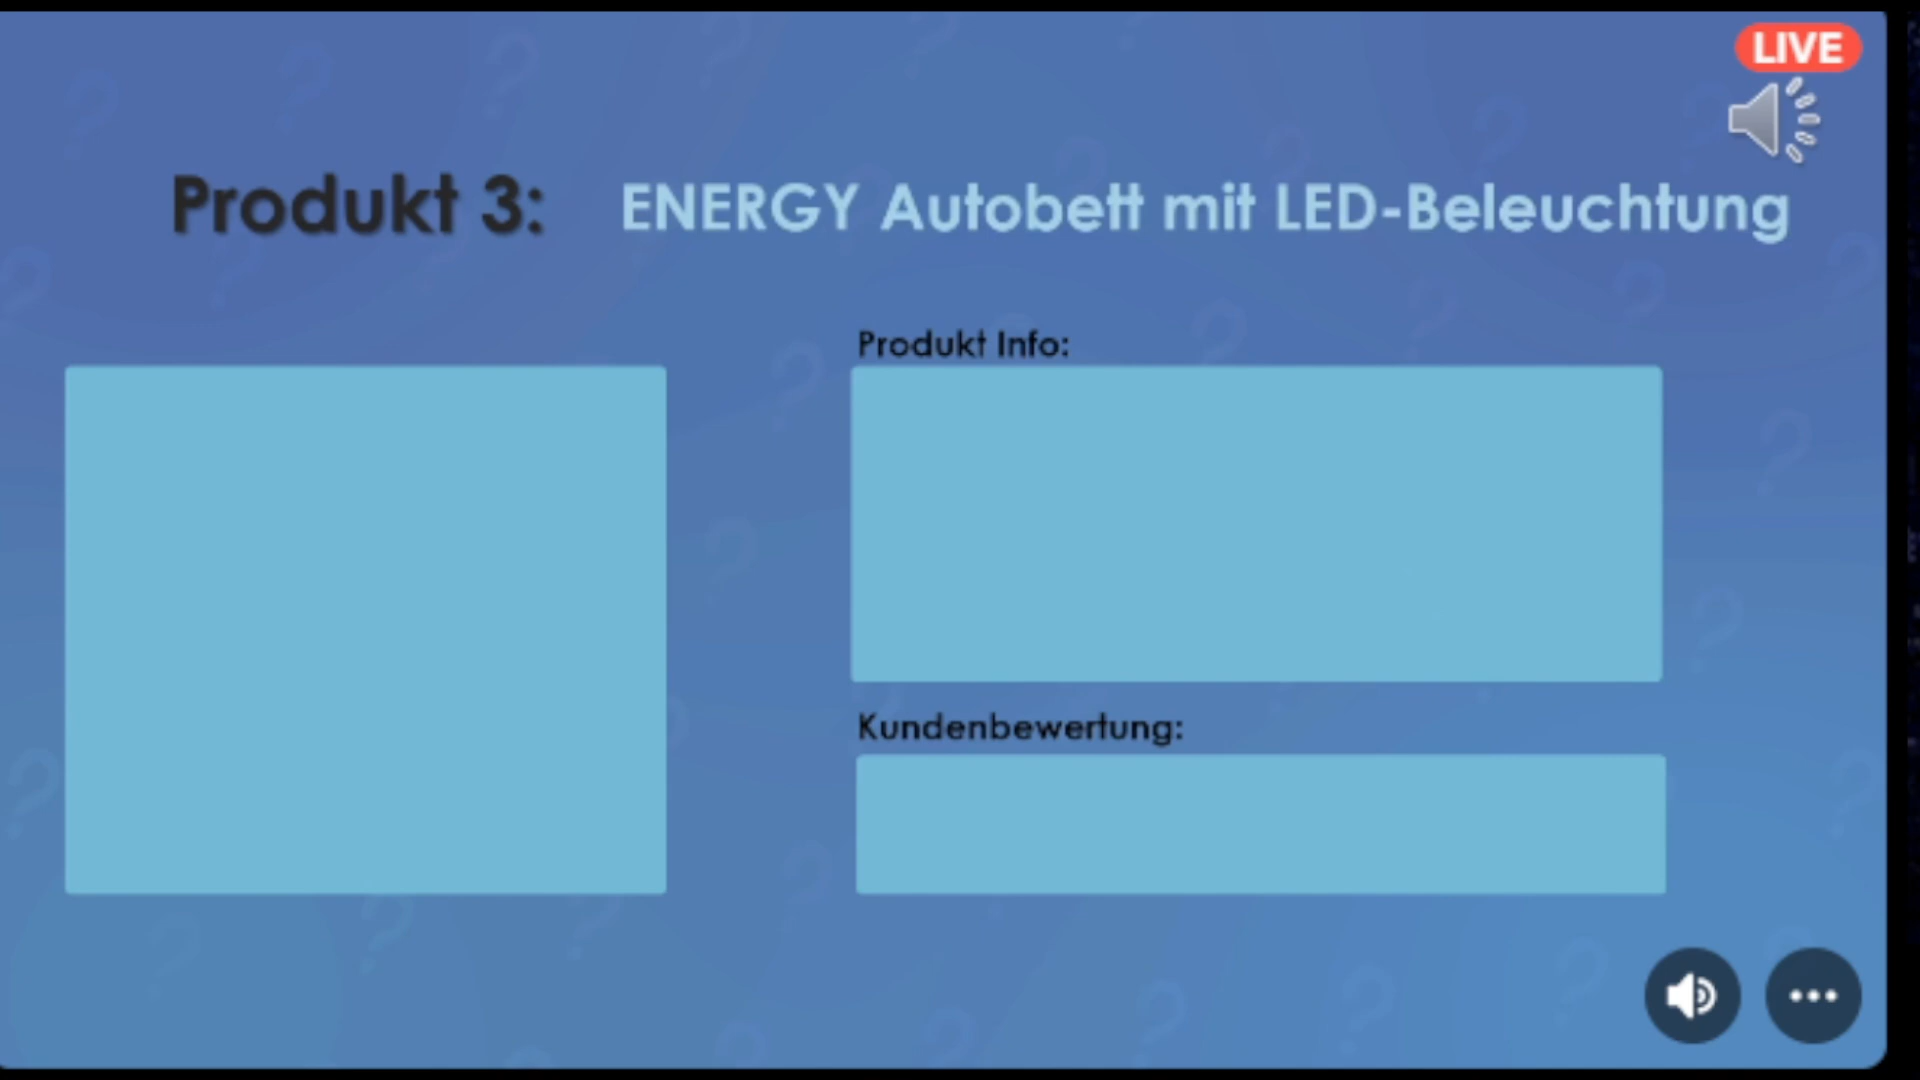 LIVE
Produkt 3: ENERGY Autobett mit LED-Beleuchtung
Produkt Info:
Kundenbewertung: